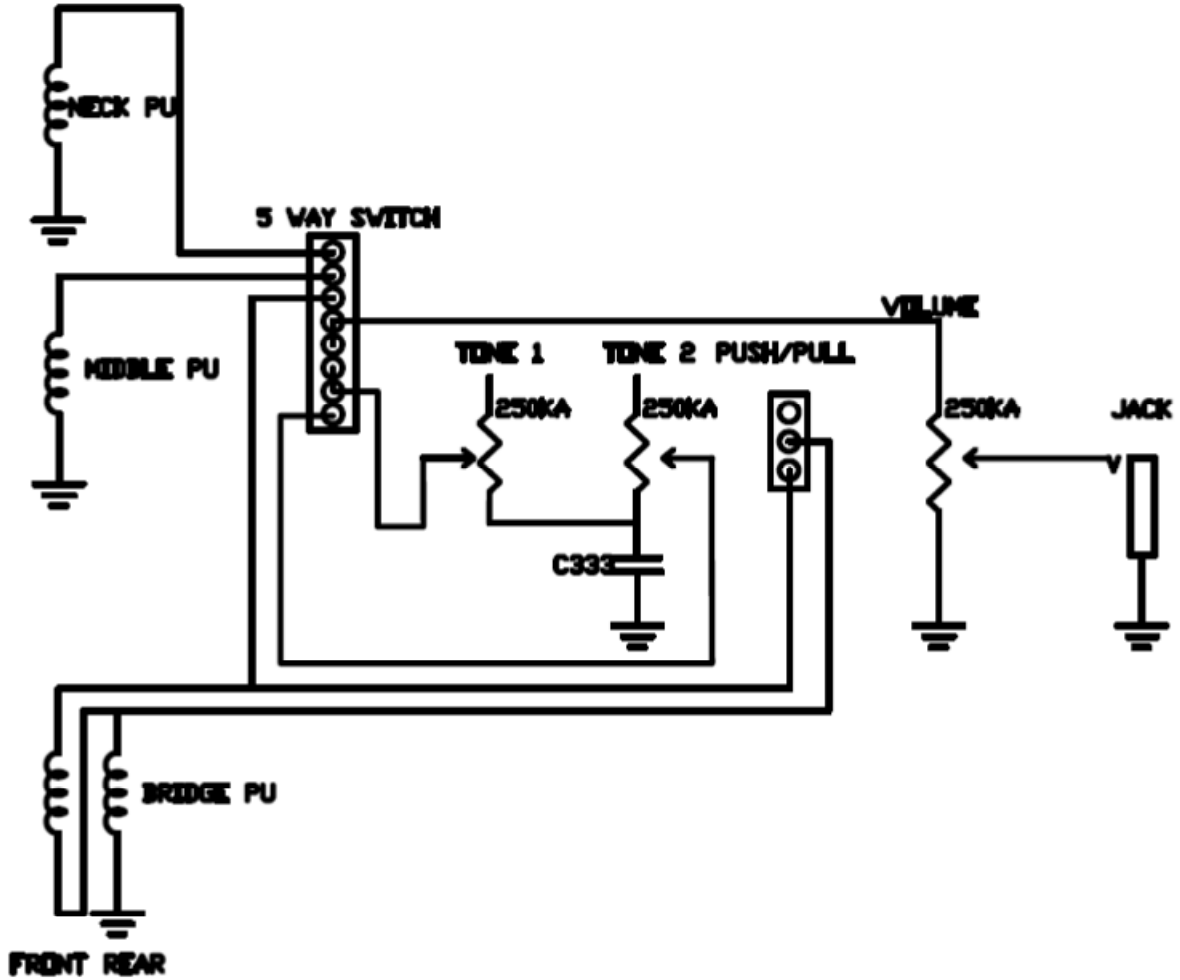 NECK PU
5 WAY SWITCH
VOLUME
TONE 1
TONE 2 PUSH/PULL
MIDDLE PU
250KA
250KA
250KA
JACK
C333
BRIDGE PU
FRONT REAR